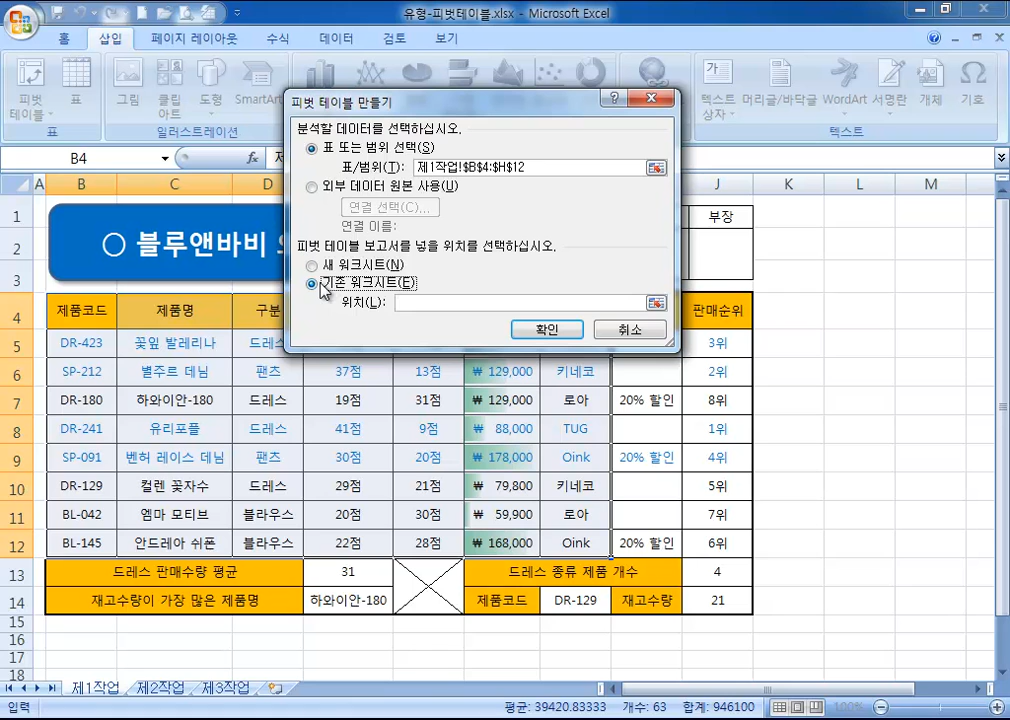 유형-피벗테이블.xlsx - Microsoft Excel
홈 삽입 페이지 레이아웃 수식 데이터 검토 보기
피벗 테이블 표 그림 클립 아트 도형 SmartArt 텍스트 상자 머리글/바닥글 WordArt 서명란 개체 기호
일러스트레이션 텍스트
B4 fx
피벗 테이블 만들기
분석할 데이터를 선택하십시오.
표 또는 범위 선택(S)
표/범위(T): 제1작업!$B$4:$H$12
외부 데이터 원본 사용(U)
연결 선택(C)...
연결 이름:
피벗 테이블 보고서를 넣을 위치를 선택하십시오.
새 워크시트(N)
기존 워크시트(E)
위치(L):
확인 취소
A B C D J K L M
1 부장
2 ○ 블루앤바비
3
4 제품코드 제품명 구분 판매순위
5 DR-423 꽃잎 발레리나 드레스 3위
6 SP-212 별주르 데님 팬츠 37점 13점 ₩ 129,000 키네코 2위
7 DR-180 하와이안-180 드레스 19점 31점 ₩ 129,000 로아 20% 할인 8위
8 DR-241 유리포플 드레스 41점 9점 ₩ 88,000 TUG 1위
9 SP-091 벤허 레이스 데님 팬츠 30점 20점 ₩ 178,000 Oink 20% 할인 4위
10 DR-129 컬렌 꽃자수 드레스 29점 21점 ₩ 79,800 키네코 5위
11 BL-042 엠마 모티브 블라우스 20점 30점 ₩ 59,900 로아 7위
12 BL-145 안드레아 쉬폰 블라우스 22점 28점 ₩ 168,000 Oink 20% 할인 6위
13 드레스 판매수량 평균 31 드레스 종류 제품 개수 4
14 재고수량이 가장 많은 제품명 하와이안-180 제품코드 DR-129 재고수량 21
15
16
17
18
제1작업 제2작업 제3작업
입력 평균: 39420.83333 개수: 63 합계: 946100 100%